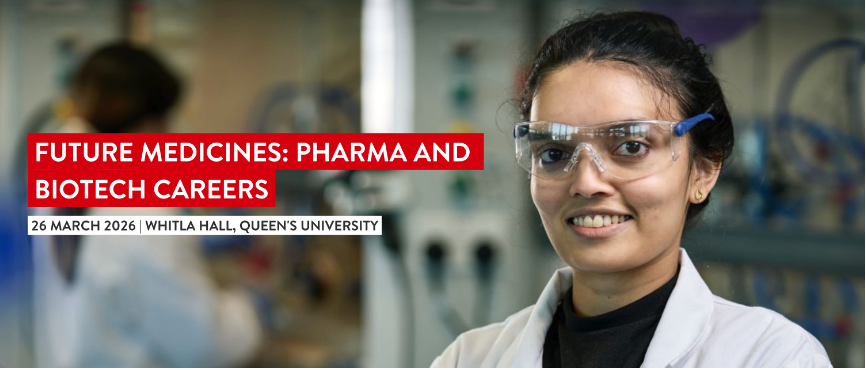 FUTURE MEDICINES: PHARMA AND
BIOTECH CAREERS
26 MARCH 2026 | WHITLA HALL, QUEEN'S UNIVERSITY